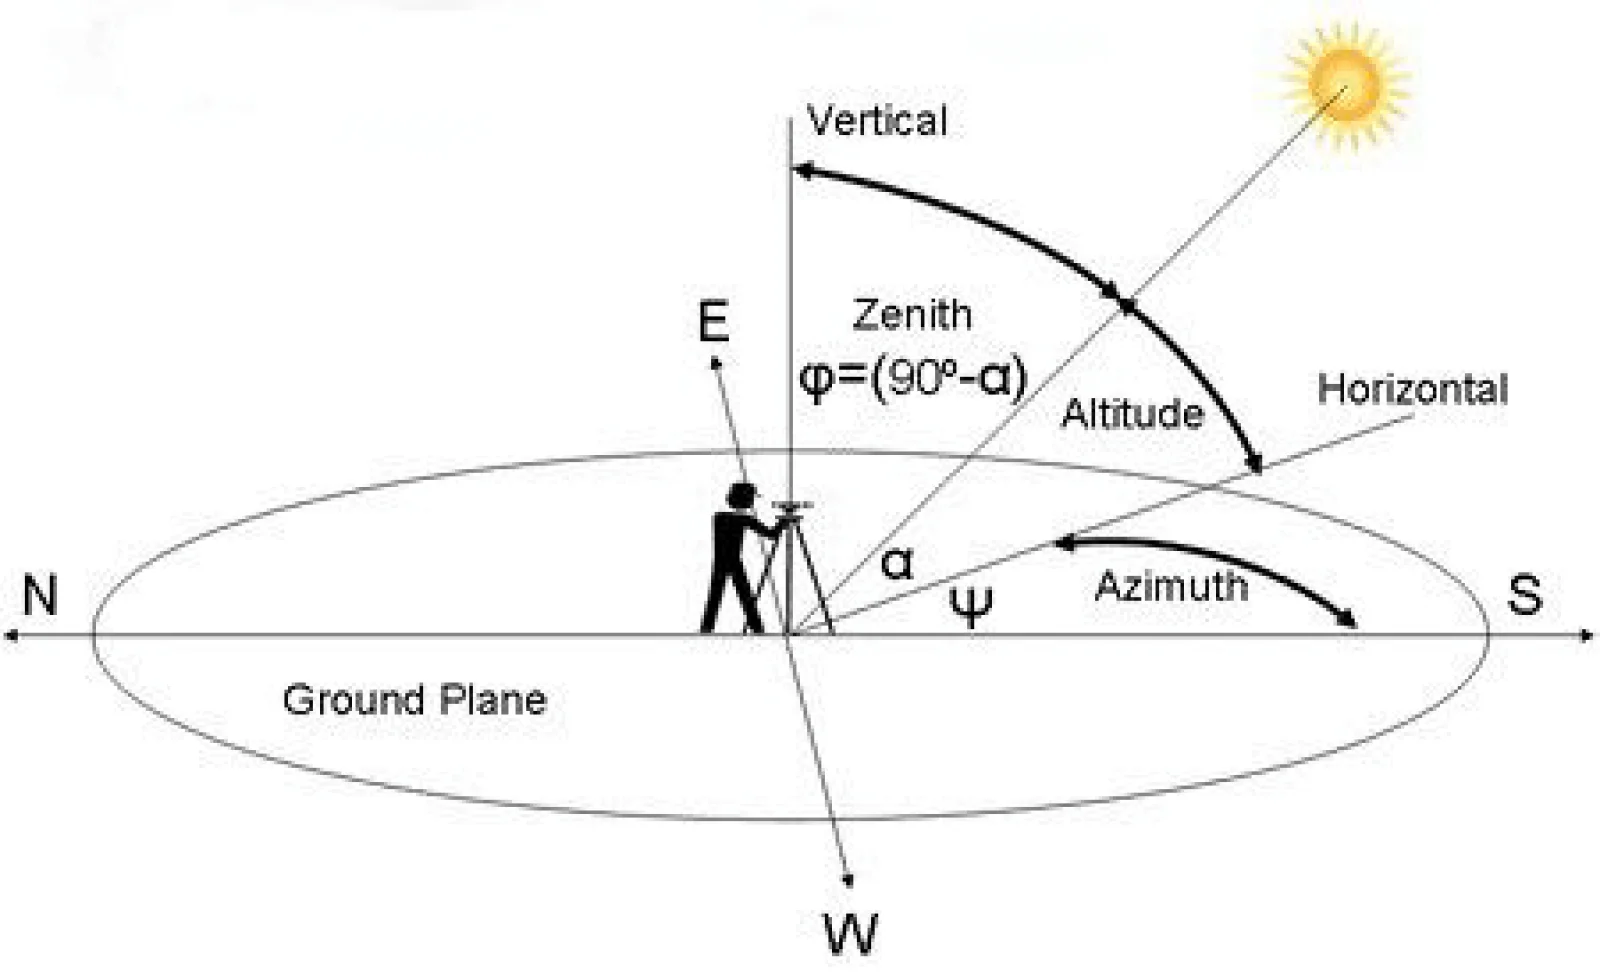 Vertical
E
Zenith
φ=(90º-α)
Altitude
Horizontal
α
Azimuth
Ψ
N
S
Ground Plane
W